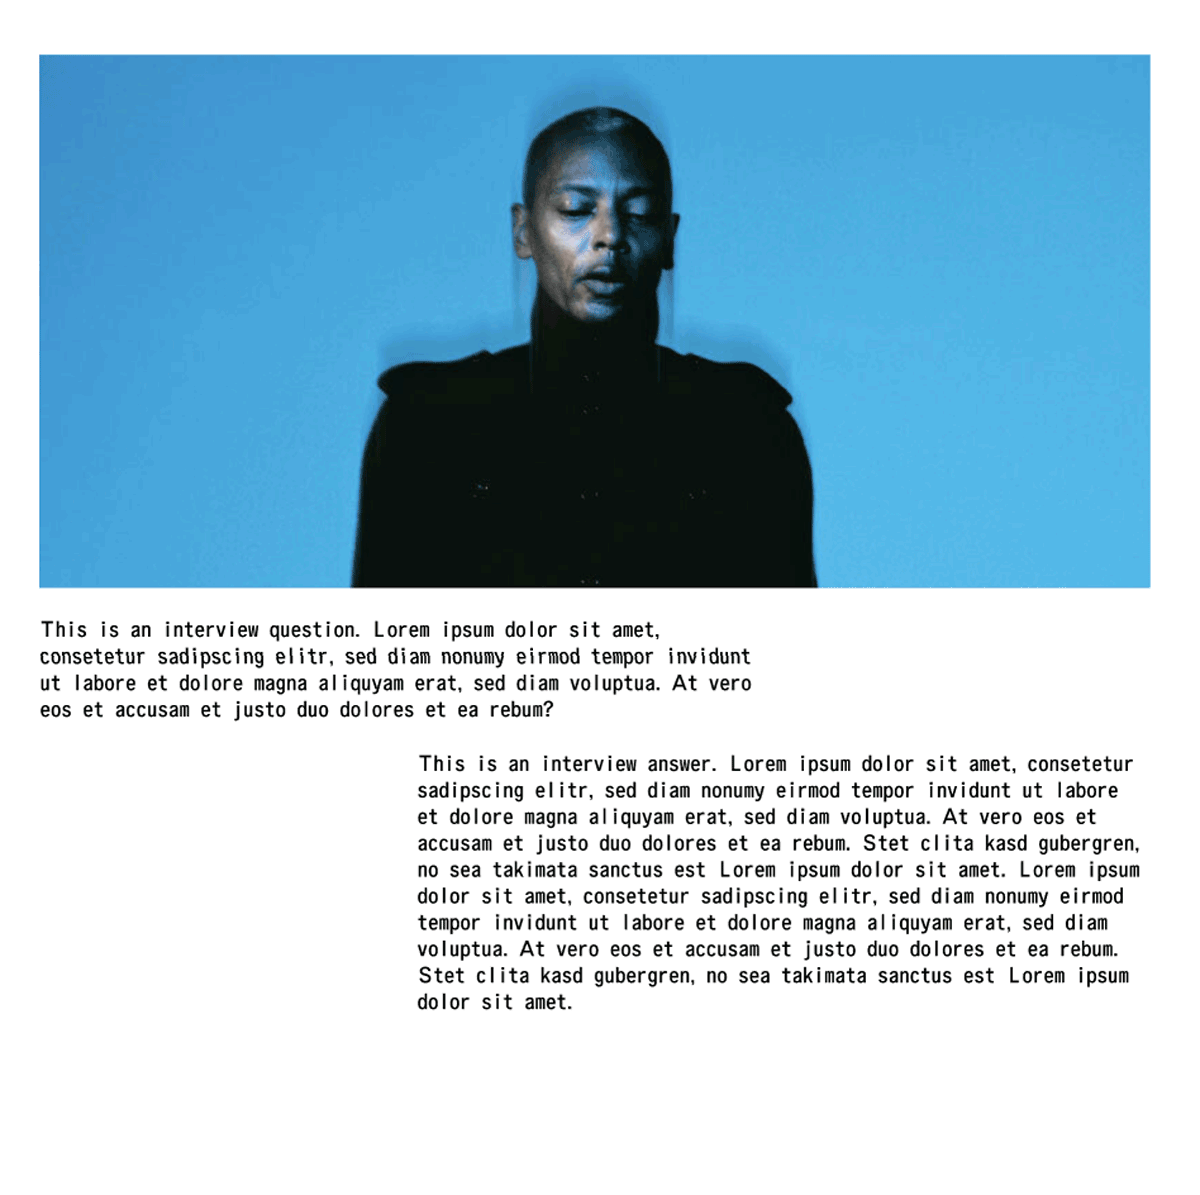 This is an interview question. Lorem ipsum dolor sit amet,
consetetur sadipscing elitr, sed diam nonumy eirmod tempor invidunt
ut labore et dolore magna aliquyam erat, sed diam voluptua. At vero
eos et accusam et justo duo dolores et ea rebum?
This is an interview answer. Lorem ipsum dolor sit amet, consetetur
sadipscing elitr, sed diam nonumy eirmod tempor invidunt ut labore
et dolore magna aliquyam erat, sed diam voluptua. At vero eos et
accusam et justo duo dolores et ea rebum. Stet clita kasd gubergren,
no sea takimata sanctus est Lorem ipsum dolor sit amet. Lorem ipsum
dolor sit amet, consetetur sadipscing elitr, sed diam nonumy eirmod
tempor invidunt ut labore et dolore magna aliquyam erat, sed diam
voluptua. At vero eos et accusam et justo duo dolores et ea rebum.
Stet clita kasd gubergren, no sea takimata sanctus est Lorem ipsum
dolor sit amet.